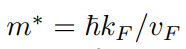 m* = ℏk_F/v_F